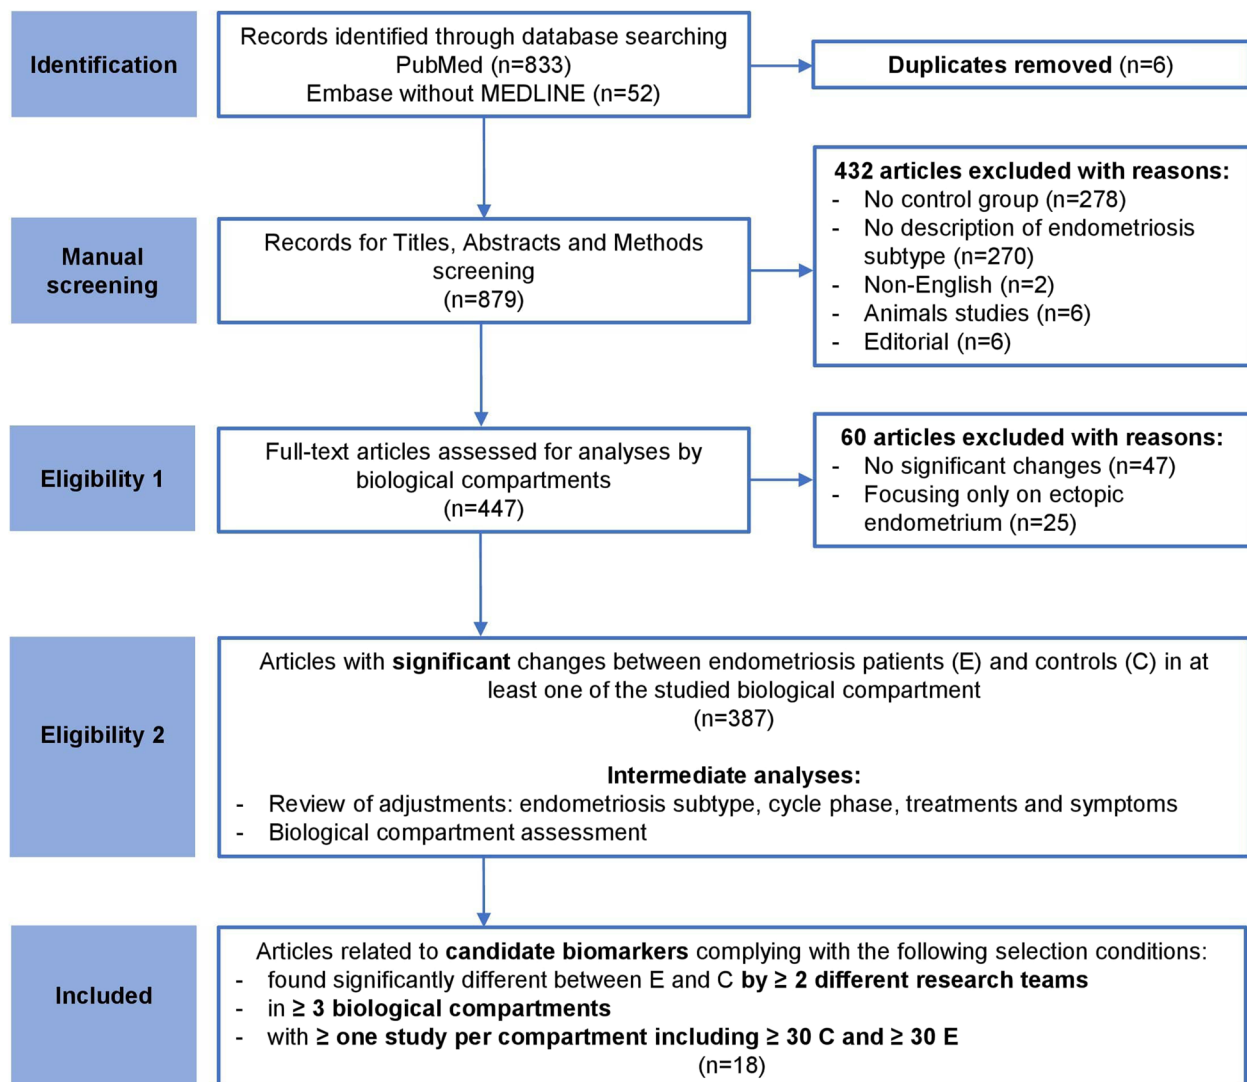 Identification
Records identified through database searching
PubMed (n=833)
Embase without MEDLINE (n=52)
Duplicates removed (n=6)
Manual
screening
Records for Titles, Abstracts and Methods
screening
(n=879)
432 articles excluded with reasons:
- No control group (n=278)
- No description of endometriosis
subtype (n=270)
- Non-English (n=2)
- Animals studies (n=6)
- Editorial (n=6)
Eligibility 1
Full-text articles assessed for analyses by
biological compartments
(n=447)
60 articles excluded with reasons:
- No significant changes (n=47)
- Focusing only on ectopic
endometrium (n=25)
Eligibility 2
Articles with significant changes between endometriosis patients (E) and controls (C) in at
least one of the studied biological compartment
(n=387)
Intermediate analyses:
- Review of adjustments: endometriosis subtype, cycle phase, treatments and symptoms
- Biological compartment assessment
Included
Articles related to candidate biomarkers complying with the following selection conditions:
- found significantly different between E and C by ≥ 2 different research teams
- in ≥ 3 biological compartments
- with ≥ one study per compartment including ≥ 30 C and ≥ 30 E
(n=18)